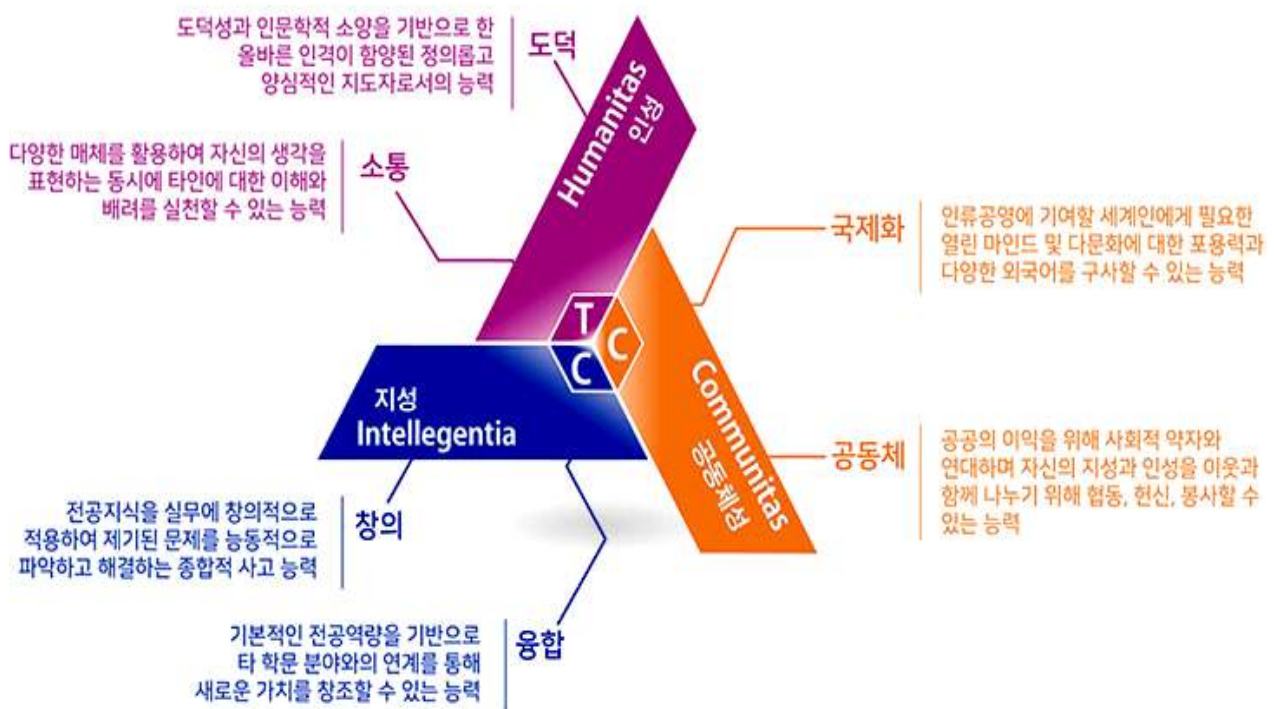 도덕성과 인문학적 소양을 기반으로 한
올바른 인격이 함양된 정의롭고
양심적인 지도자로서의 능력
도덕
Humanitas
인성
다양한 매체를 활용하여 자신의 생각을
표현하는 동시에 타인에 대한 이해와
배려를 실천할 수 있는 능력
소통
국제화
인류공영에 기여할 세계인에게 필요한
열린 마인드 및 다문화에 대한 포용력과
다양한 외국어를 구사할 수 있는 능력
T
C
C
지성
Intellegentia
Communitas
공동체성
공동체
공공의 이익을 위해 사회적 약자와
연대하며 자신의 지성과 인성을 이웃과
함께 나누기 위해 협동, 헌신, 봉사할 수
있는 능력
전공지식을 실무에 창의적으로
적용하여 제기된 문제를 능동적으로
파악하고 해결하는 종합적 사고 능력
창의
기본적인 전공역량을 기반으로
타 학문 분야와의 연계를 통해
새로운 가치를 창조할 수 있는 능력
융합